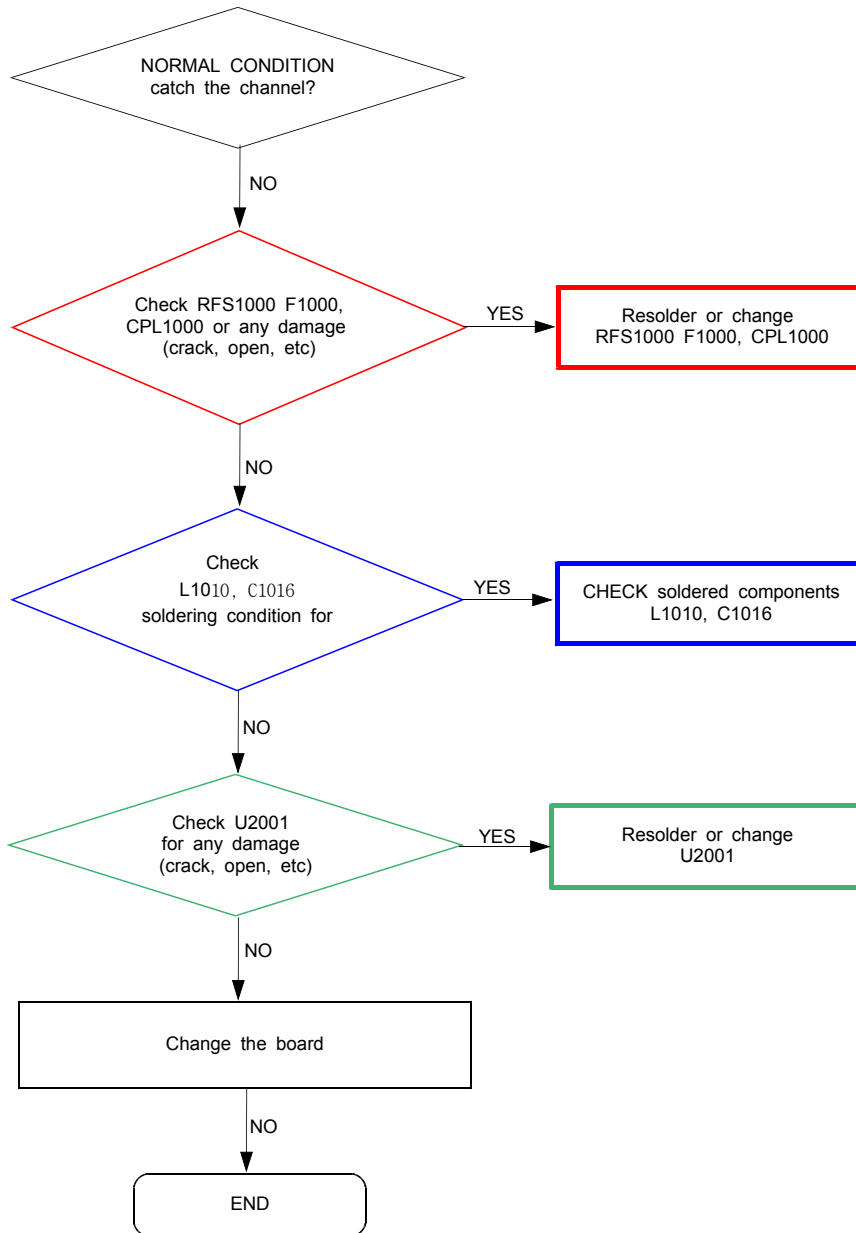 NORMAL CONDITION
catch the channel?
NO
Check RFS1000 F1000,
CPL1000 or any damage
(crack, open, etc)
YES
Resolder or change
RFS1000 F1000, CPL1000
NO
Check
L1010, C1016
soldering condition for
YES
CHECK soldered components
L1010, C1016
NO
Check U2001
for any damage
(crack, open, etc)
YES
Resolder or change
U2001
NO
Change the board
NO
END